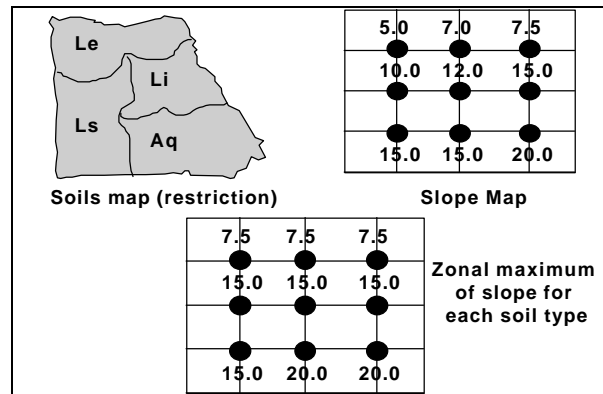 Le
Li
Ls
Aq
Soils map (restriction)
5.0 7.0 7.5
10.0 12.0 15.0
15.0 15.0 20.0
Slope Map
7.5 7.5 7.5
15.0 15.0 15.0
15.0 20.0 20.0
Zonal maximum
of slope for
each soil type